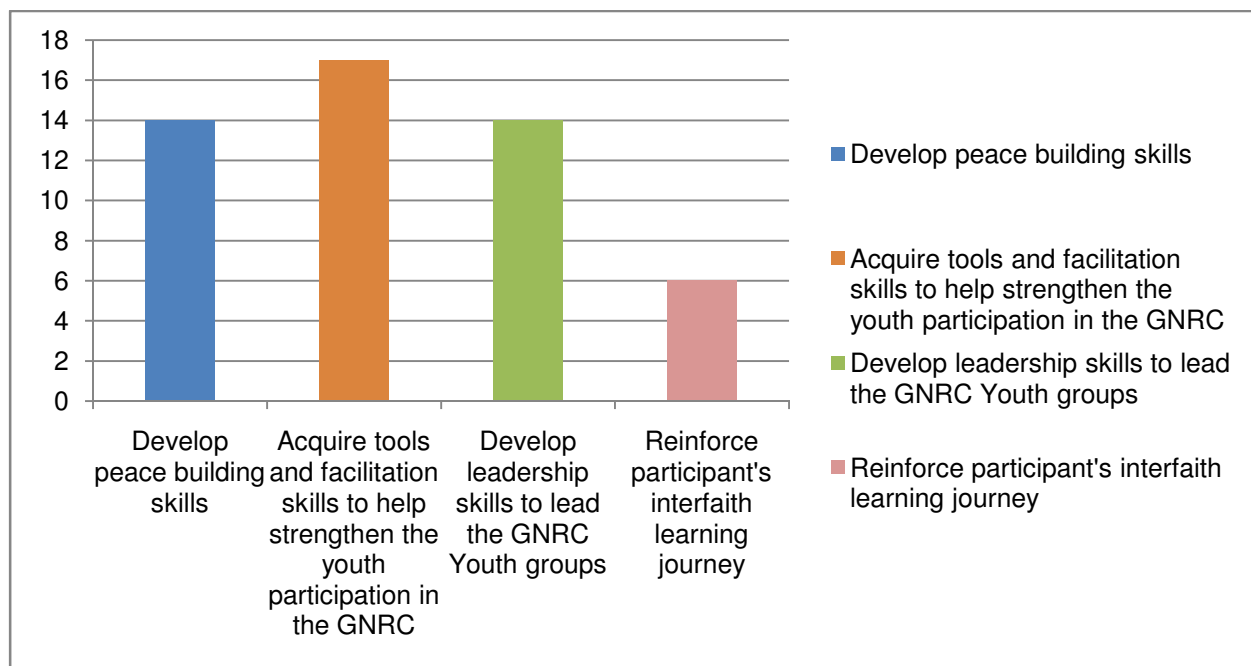 18
16
14
12
10
8
6
4
2
0
Develop
peace building
skills
Acquire tools
and facilitation
skills to help
strengthen the
youth
participation in
the GNRC
Develop
leadership
skills to lead
the GNRC
Youth groups
Reinforce
participant's
interfaith
learning
journey
Develop peace building skills
Acquire tools and facilitation
skills to help strengthen the
youth participation in the GNRC
Develop leadership skills to lead
the GNRC Youth groups
Reinforce participant's interfaith
learning journey